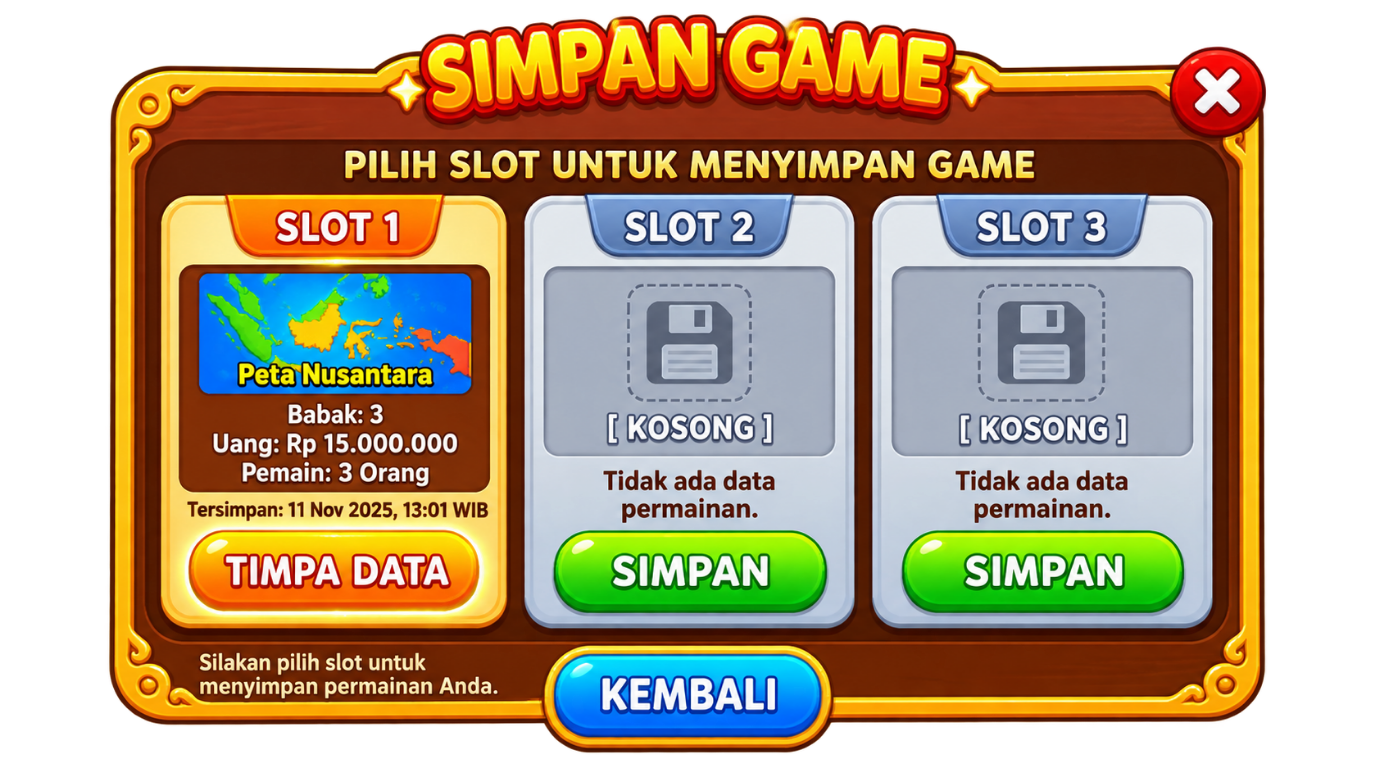 SIMPAN GAME
PILIH SLOT UNTUK MENYIMPAN GAME
SLOT 1
Peta Nusantara
Babak: 3
Uang: Rp 15.000.000
Pemain: 3 Orang
Tersimpan: 11 Nov 2025, 13:01 WIB
TIMPA DATA
SLOT 2
[ KOSONG ]
Tidak ada data
permainan.
SIMPAN
SLOT 3
[ KOSONG ]
Tidak ada data
permainan.
SIMPAN
Silakan pilih slot untuk
menyimpan permainan Anda.
KEMBALI